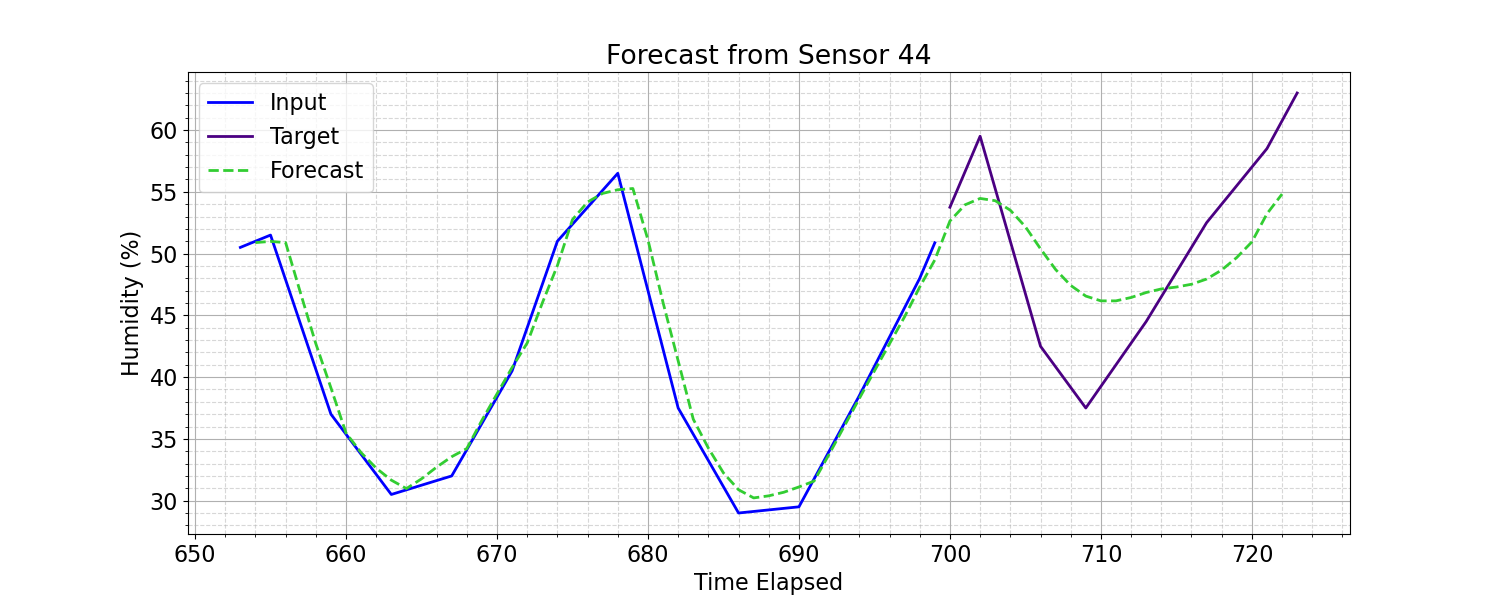 Forecast from Sensor 44
Input
Target
Forecast
Humidity (%)
60
55
50
45
40
35
30
650 660 670 680 690 700 710 720
Time Elapsed